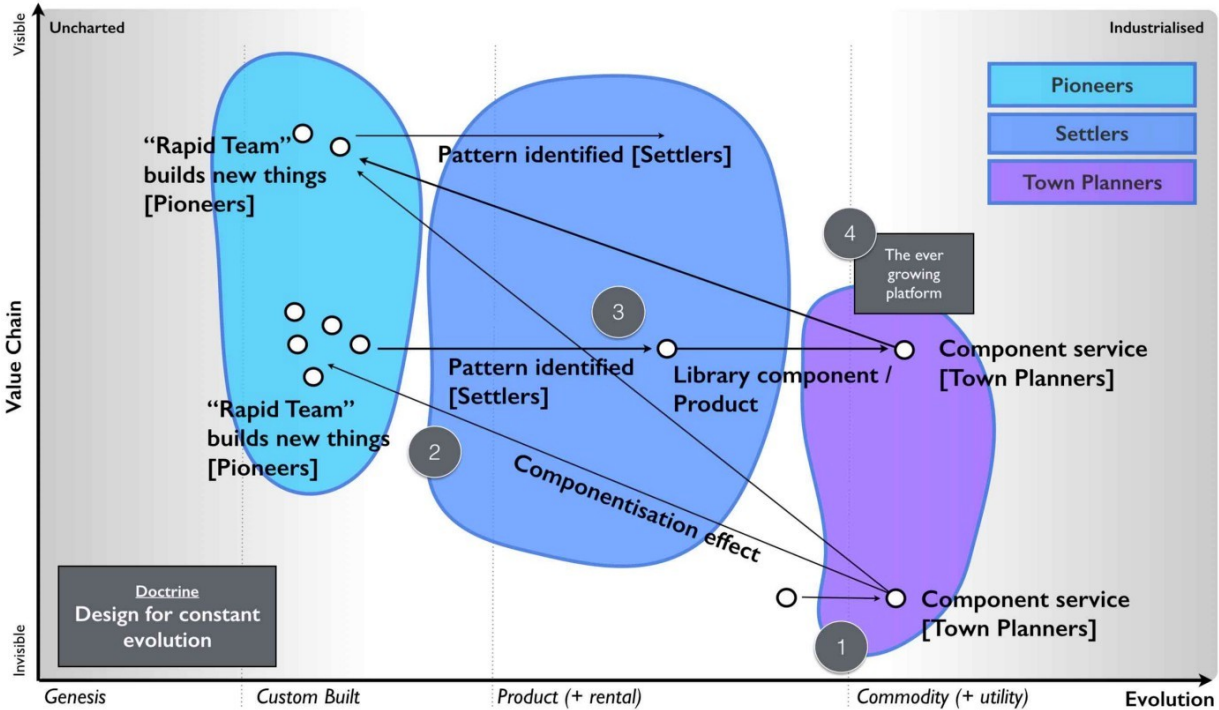 Visible
Uncharted
Industrialised
Pioneers
Settlers
Town Planners
“Rapid Team”
builds new things
[Pioneers]
Pattern identified [Settlers]
4
The ever
growing
platform
3
Value Chain
Pattern identified
[Settlers]
Library component /
Product
Component service
[Town Planners]
“Rapid Team”
builds new things
[Pioneers]
2
Componentisation effect
Doctrine
Design for constant
evolution
Component service
[Town Planners]
1
Invisible
Genesis
Custom Built
Product (+ rental)
Commodity (+ utility)
Evolution